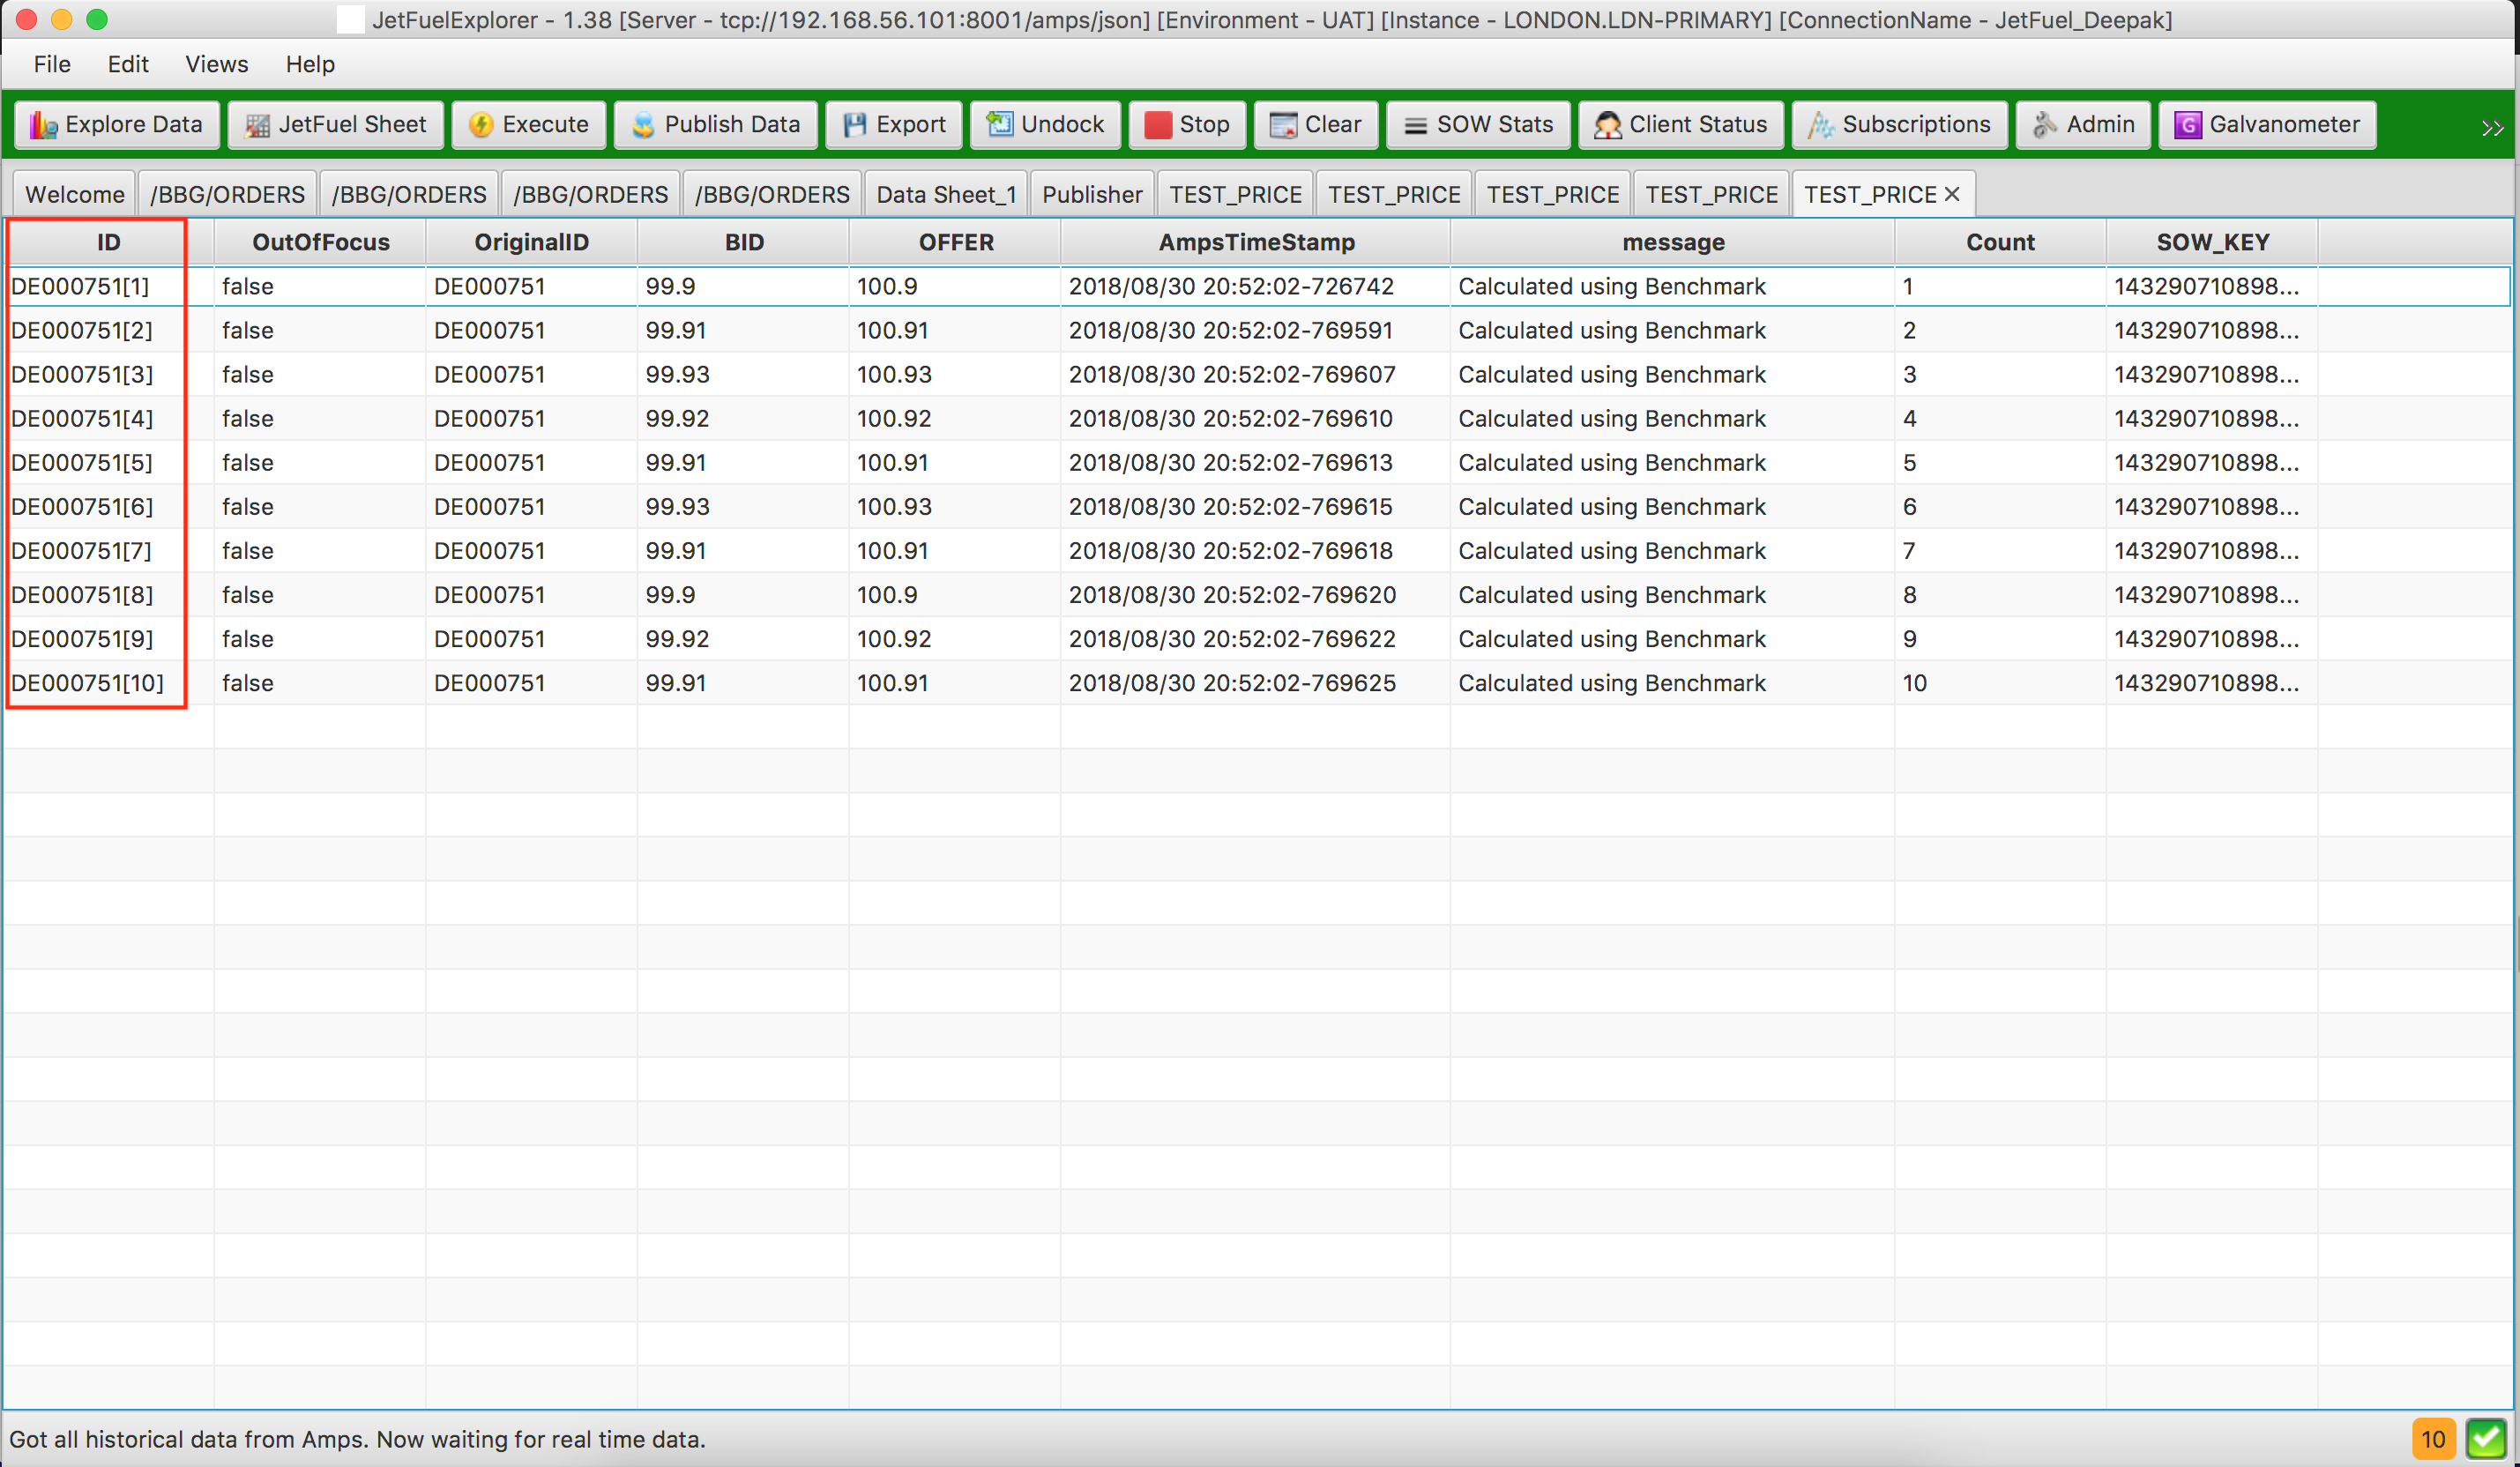 JetFuelExplorer - 1.38 [Server - tcp://192.168.56.101:8001/amps/json] [Environment - UAT] [Instance - LONDON.LDN-PRIMARY] [ConnectionName - JetFuel_Deepak]
File Edit Views Help
Explore Data JetFuel Sheet Execute Publish Data Export Undock Stop Clear SOW Stats Client Status Subscriptions Admin G Galvanometer >>
Welcome /BBG/ORDERS /BBG/ORDERS /BBG/ORDERS /BBG/ORDERS Data Sheet_1 Publisher TEST_PRICE TEST_PRICE TEST_PRICE TEST_PRICE TEST_PRICE ×
ID OutOfFocus OriginalID BID OFFER AmpsTimeStamp message Count SOW_KEY
DE000751[1] false DE000751 99.9 100.9 2018/08/30 20:52:02-726742 Calculated using Benchmark 1 143290710898...
DE000751[2] false DE000751 99.91 100.91 2018/08/30 20:52:02-769591 Calculated using Benchmark 2 143290710898...
DE000751[3] false DE000751 99.93 100.93 2018/08/30 20:52:02-769607 Calculated using Benchmark 3 143290710898...
DE000751[4] false DE000751 99.92 100.92 2018/08/30 20:52:02-769610 Calculated using Benchmark 4 143290710898...
DE000751[5] false DE000751 99.91 100.91 2018/08/30 20:52:02-769613 Calculated using Benchmark 5 143290710898...
DE000751[6] false DE000751 99.93 100.93 2018/08/30 20:52:02-769615 Calculated using Benchmark 6 143290710898...
DE000751[7] false DE000751 99.91 100.91 2018/08/30 20:52:02-769618 Calculated using Benchmark 7 143290710898...
DE000751[8] false DE000751 99.9 100.9 2018/08/30 20:52:02-769620 Calculated using Benchmark 8 143290710898...
DE000751[9] false DE000751 99.92 100.92 2018/08/30 20:52:02-769622 Calculated using Benchmark 9 143290710898...
DE000751[10] false DE000751 99.91 100.91 2018/08/30 20:52:02-769625 Calculated using Benchmark 10 143290710898...
Got all historical data from Amps. Now waiting for real time data. 10